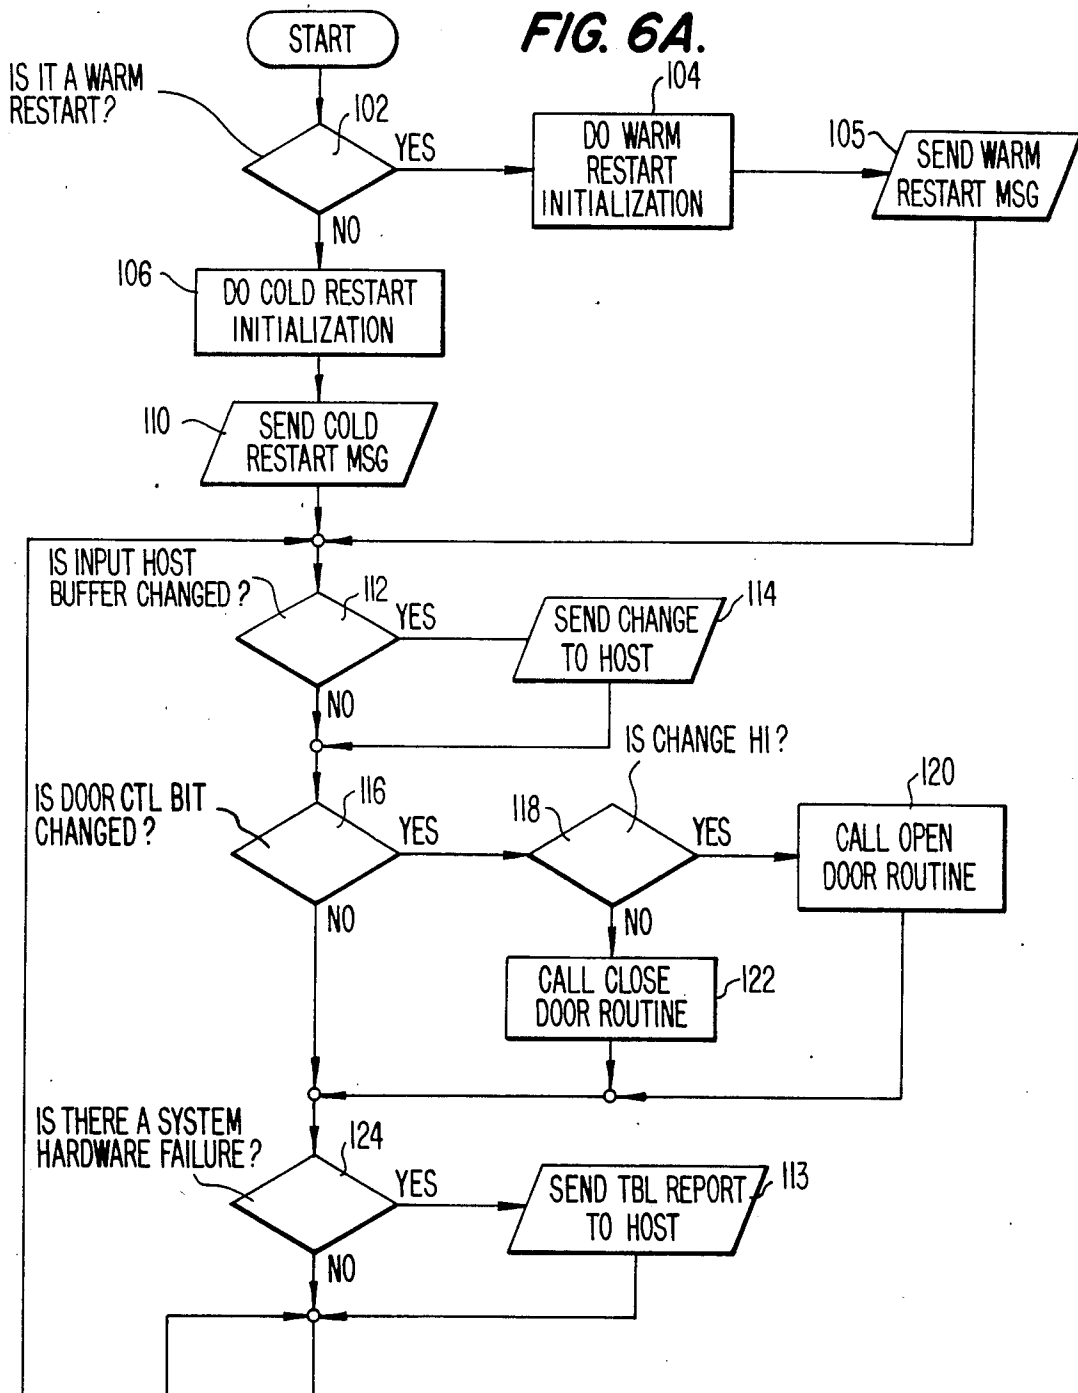 START
FIG. 6A.
IS IT A WARM
RESTART?
102
YES
NO
104
DO WARM
RESTART
INITIALIZATION
105
SEND WARM
RESTART MSG
106
DO COLD RESTART
INITIALIZATION
110
SEND COLD
RESTART MSG
IS INPUT HOST
BUFFER CHANGED?
112
YES
NO
114
SEND CHANGE
TO HOST
IS DOOR CTL BIT
CHANGED?
116
YES
NO
IS CHANGE HI?
118
YES
NO
120
CALL OPEN
DOOR ROUTINE
CALL CLOSE
DOOR ROUTINE
122
IS THERE A SYSTEM
HARDWARE FAILURE?
124
YES
NO
SEND TBL REPORT
TO HOST
113